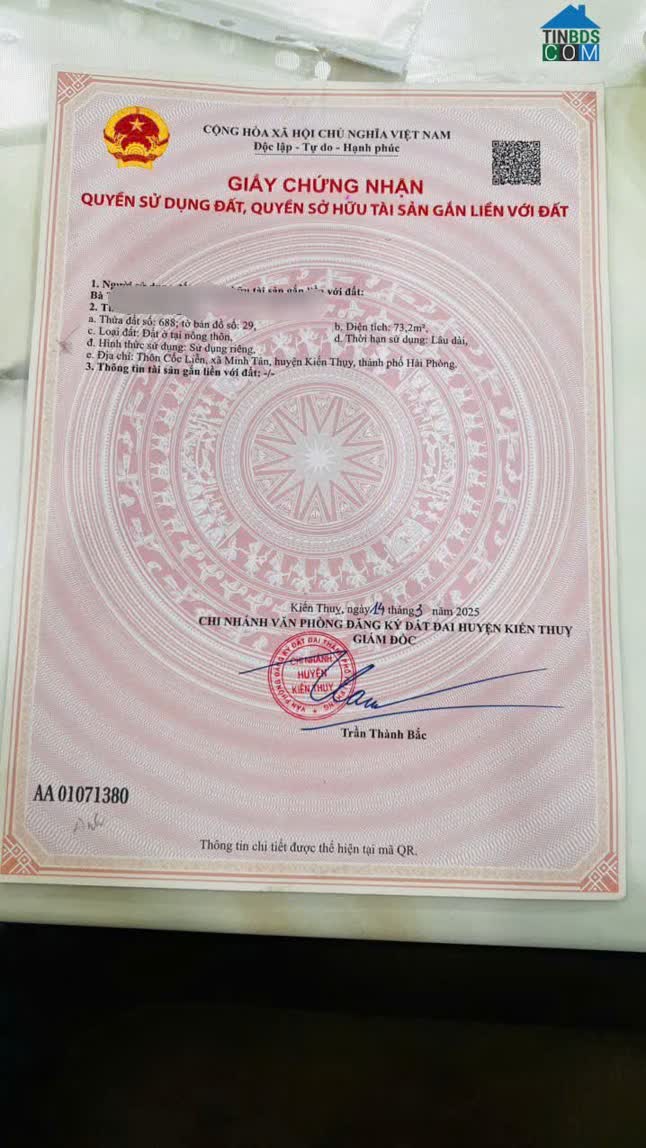 TINBDS
COM
CỘNG HÒA XÃ HỘI CHỦ NGHĨA VIỆT NAM
Độc lập - Tự do - Hạnh phúc
GIẤY CHỨNG NHẬN
QUYỀN SỬ DỤNG ĐẤT, QUYỀN SỞ HỮU TÀI SẢN GẮN LIỀN VỚI ĐẤT
1. Người sử dụng đất, hữu tài sản gắn liền với đất:
Bà
2.
a. Thửa đất số: 688; tờ bản đồ số: 29, b. Diện tích: 73,2m²,
c. Loại đất: Đất ở tại nông thôn, d. Thời hạn sử dụng: Lâu dài,
đ. Hình thức sử dụng: Sử dụng riêng,
e. Địa chỉ: Thôn Cốc Liễn, xã Minh Tân, huyện Kiến Thụy, thành phố Hải Phòng.
3. Thông tin tài sản gắn liền với đất: -/-
Kiến Thuỵ, ngày 14 tháng 3 năm 2025
CHI NHÁNH VĂN PHÒNG ĐĂNG KÝ ĐẤT ĐAI HUYỆN KIẾN THUỴ
GIÁM ĐỐC
CHI NHÁNH
HUYỆN
KIẾN THỤY
Trần Thành Bắc
AA 01071380
Thông tin chi tiết được thể hiện tại mã QR.